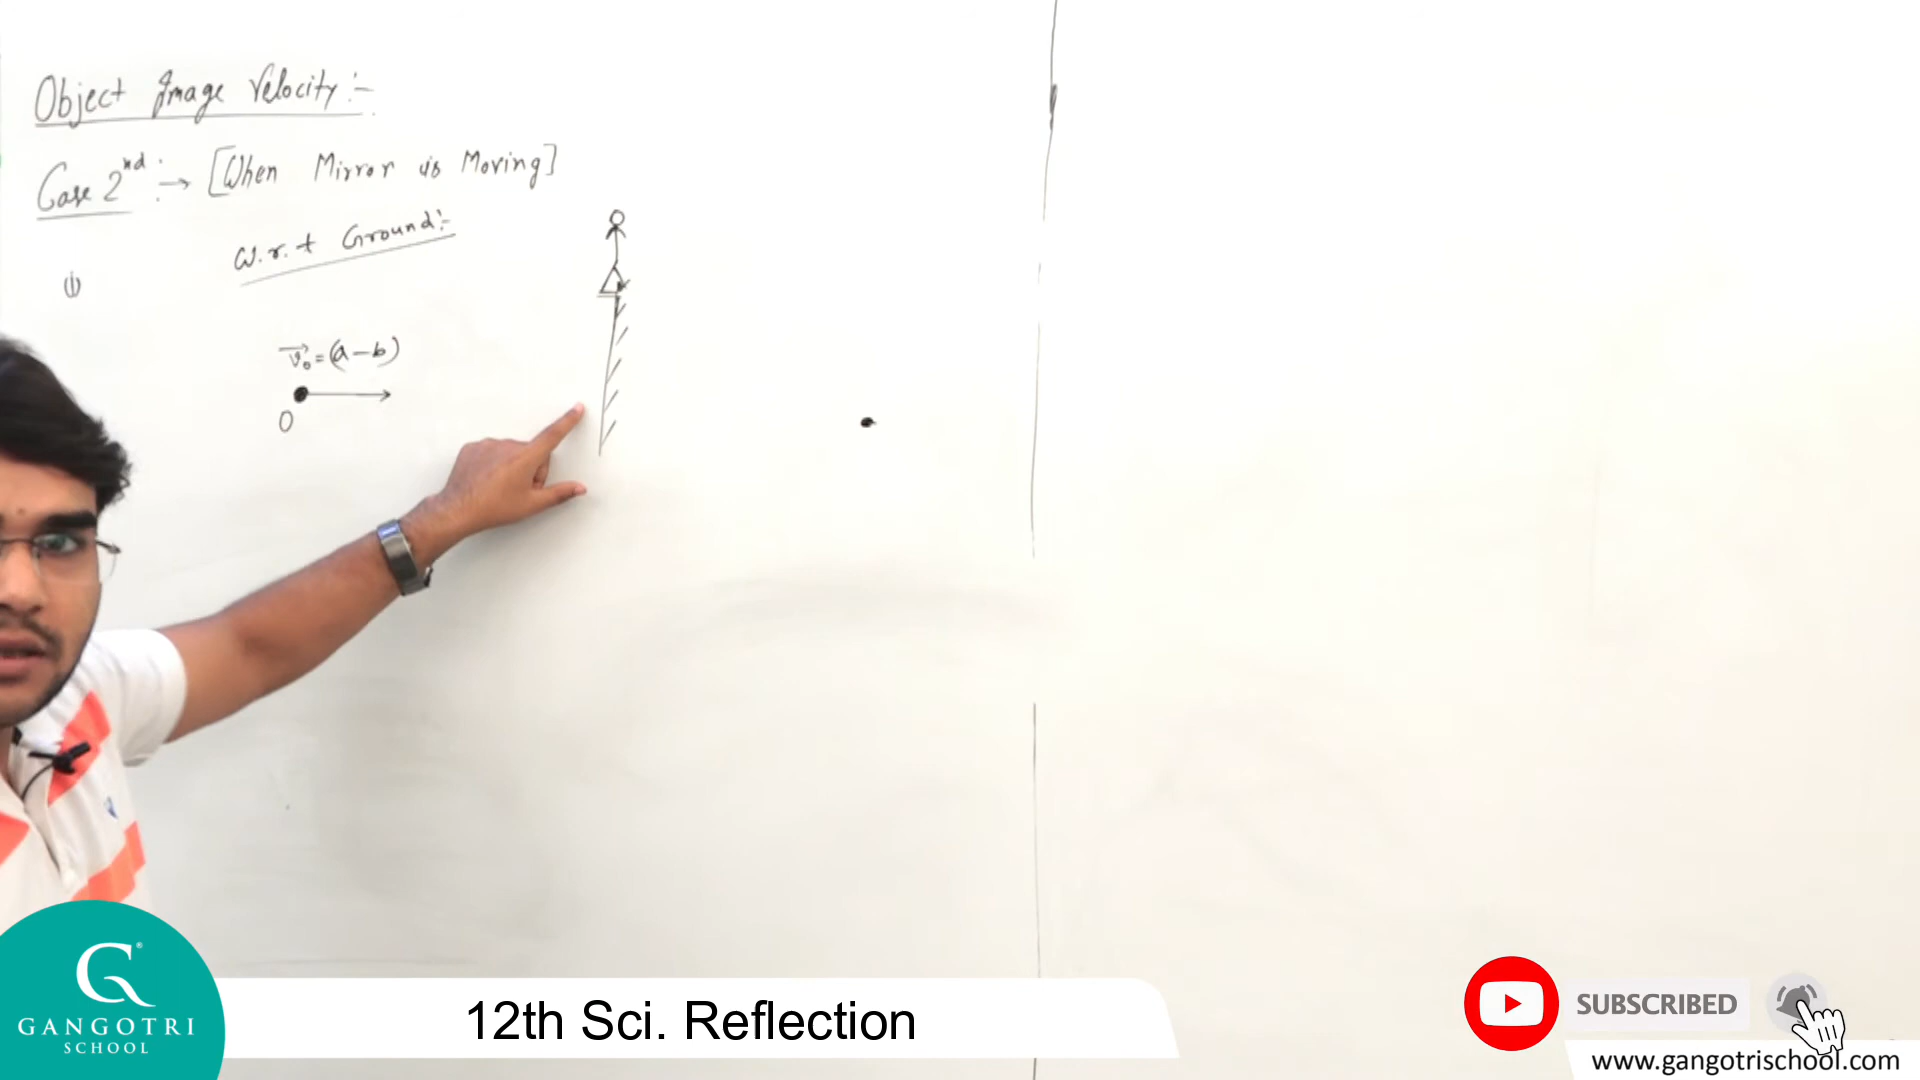 Object Image Velocity :-
Case 2nd :→ [When Mirror is Moving]
W.r.t Ground:-
(i)
v⃗₀ = (a-b)
O
G®
GANGOTRI
SCHOOL
12th Sci. Reflection
SUBSCRIBED
www.gangotrischool.com